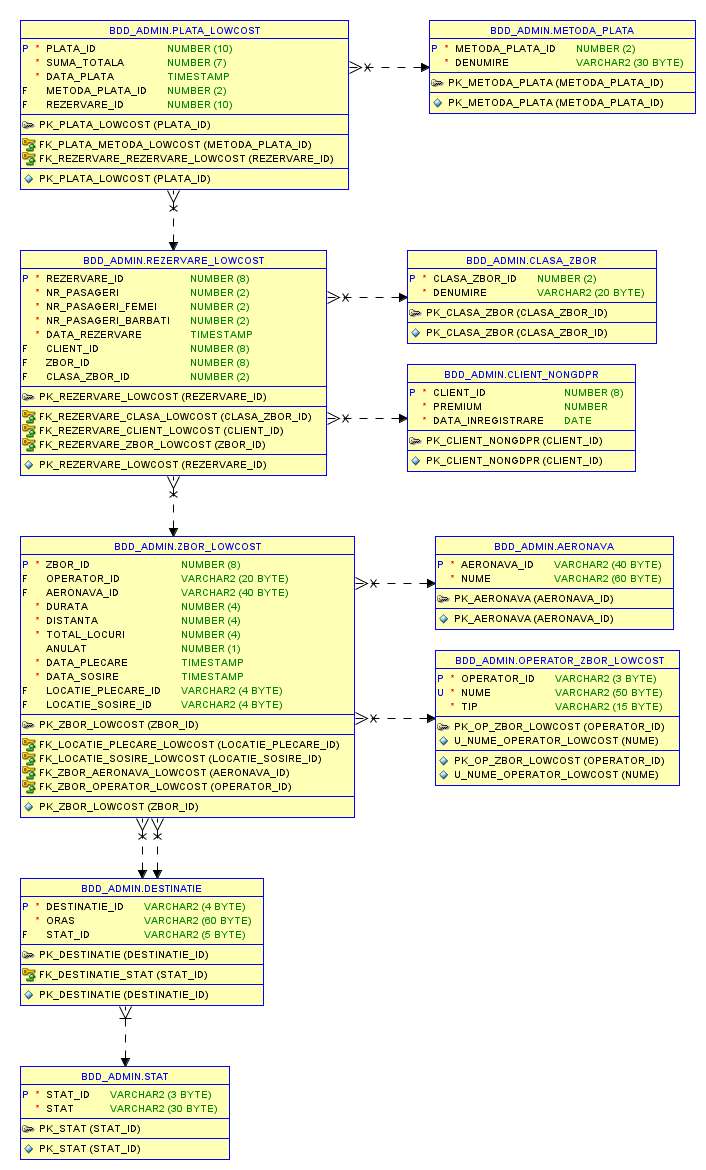 BDD_ADMIN.PLATA_LOWCOST
P * PLATA_ID NUMBER (10)
* SUMA_TOTALA NUMBER (7)
* DATA_PLATA TIMESTAMP
F METODA_PLATA_ID NUMBER (2)
F REZERVARE_ID NUMBER (10)
PK_PLATA_LOWCOST (PLATA_ID)
FK_PLATA_METODA_LOWCOST (METODA_PLATA_ID)
FK_REZERVARE_REZERVARE_LOWCOST (REZERVARE_ID)
PK_PLATA_LOWCOST (PLATA_ID)
BDD_ADMIN.METODA_PLATA
P * METODA_PLATA_ID NUMBER (2)
* DENUMIRE VARCHAR2 (30 BYTE)
PK_METODA_PLATA (METODA_PLATA_ID)
PK_METODA_PLATA (METODA_PLATA_ID)
BDD_ADMIN.REZERVARE_LOWCOST
P * REZERVARE_ID NUMBER (8)
* NR_PASAGERI NUMBER (2)
* NR_PASAGERI_FEMEI NUMBER (2)
* NR_PASAGERI_BARBATI NUMBER (2)
* DATA_REZERVARE TIMESTAMP
F CLIENT_ID NUMBER (8)
F ZBOR_ID NUMBER (8)
F CLASA_ZBOR_ID NUMBER (2)
PK_REZERVARE_LOWCOST (REZERVARE_ID)
FK_REZERVARE_CLASA_LOWCOST (CLASA_ZBOR_ID)
FK_REZERVARE_CLIENT_LOWCOST (CLIENT_ID)
FK_REZERVARE_ZBOR_LOWCOST (ZBOR_ID)
PK_REZERVARE_LOWCOST (REZERVARE_ID)
BDD_ADMIN.CLASA_ZBOR
P * CLASA_ZBOR_ID NUMBER (2)
* DENUMIRE VARCHAR2 (20 BYTE)
PK_CLASA_ZBOR (CLASA_ZBOR_ID)
PK_CLASA_ZBOR (CLASA_ZBOR_ID)
BDD_ADMIN.CLIENT_NONGDPR
P * CLIENT_ID NUMBER (8)
* PREMIUM NUMBER
* DATA_INREGISTRARE DATE
PK_CLIENT_NONGDPR (CLIENT_ID)
PK_CLIENT_NONGDPR (CLIENT_ID)
BDD_ADMIN.ZBOR_LOWCOST
P * ZBOR_ID NUMBER (8)
F OPERATOR_ID VARCHAR2 (20 BYTE)
F AERONAVA_ID VARCHAR2 (40 BYTE)
* DURATA NUMBER (4)
* DISTANTA NUMBER (4)
* TOTAL_LOCURI NUMBER (4)
ANULAT NUMBER (1)
* DATA_PLECARE TIMESTAMP
* DATA_SOSIRE TIMESTAMP
F LOCATIE_PLECARE_ID VARCHAR2 (4 BYTE)
F LOCATIE_SOSIRE_ID VARCHAR2 (4 BYTE)
PK_ZBOR_LOWCOST (ZBOR_ID)
FK_LOCATIE_PLECARE_LOWCOST (LOCATIE_PLECARE_ID)
FK_LOCATIE_SOSIRE_LOWCOST (LOCATIE_SOSIRE_ID)
FK_ZBOR_AERONAVA_LOWCOST (AERONAVA_ID)
FK_ZBOR_OPERATOR_LOWCOST (OPERATOR_ID)
PK_ZBOR_LOWCOST (ZBOR_ID)
BDD_ADMIN.AERONAVA
P * AERONAVA_ID VARCHAR2 (40 BYTE)
* NUME VARCHAR2 (60 BYTE)
PK_AERONAVA (AERONAVA_ID)
PK_AERONAVA (AERONAVA_ID)
BDD_ADMIN.OPERATOR_ZBOR_LOWCOST
P * OPERATOR_ID VARCHAR2 (3 BYTE)
U * NUME VARCHAR2 (50 BYTE)
* TIP VARCHAR2 (15 BYTE)
PK_OP_ZBOR_LOWCOST (OPERATOR_ID)
U_NUME_OPERATOR_LOWCOST (NUME)
PK_OP_ZBOR_LOWCOST (OPERATOR_ID)
U_NUME_OPERATOR_LOWCOST (NUME)
BDD_ADMIN.DESTINATIE
P * DESTINATIE_ID VARCHAR2 (4 BYTE)
* ORAS VARCHAR2 (60 BYTE)
F STAT_ID VARCHAR2 (5 BYTE)
PK_DESTINATIE (DESTINATIE_ID)
FK_DESTINATIE_STAT (STAT_ID)
PK_DESTINATIE (DESTINATIE_ID)
BDD_ADMIN.STAT
P * STAT_ID VARCHAR2 (3 BYTE)
* STAT VARCHAR2 (30 BYTE)
PK_STAT (STAT_ID)
PK_STAT (STAT_ID)